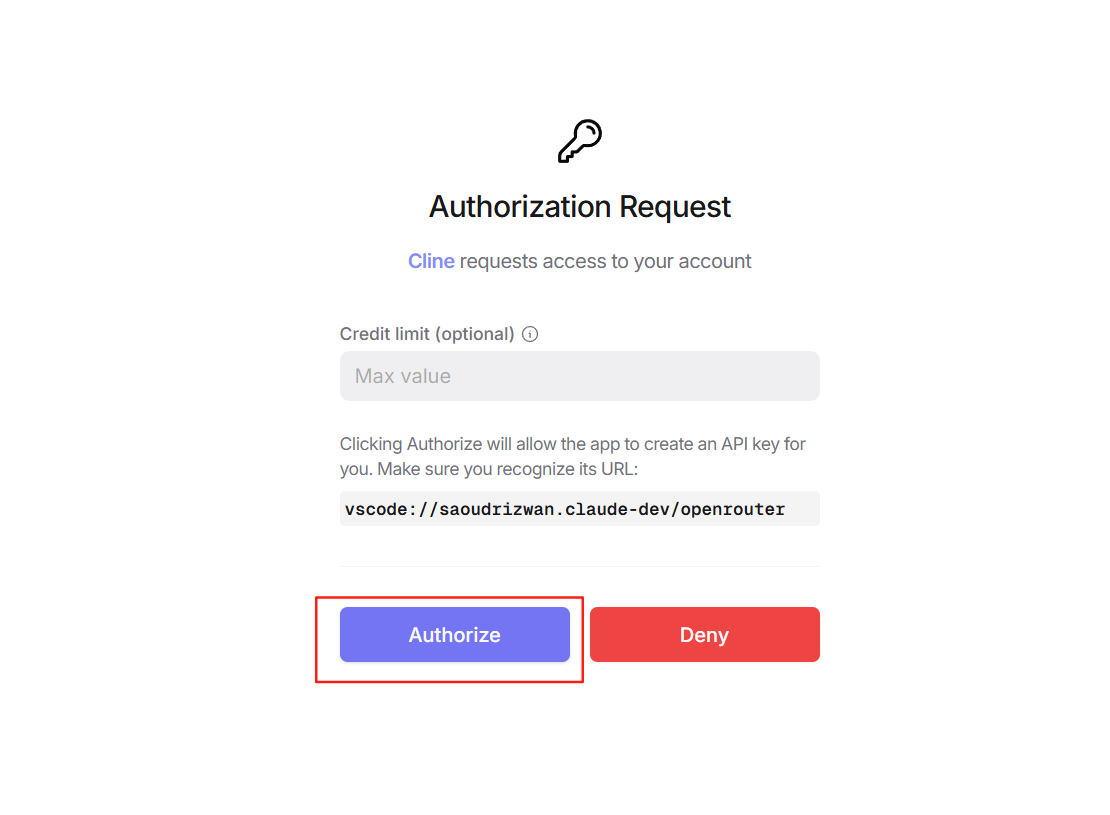 Authorization Request
Cline requests access to your account
Credit limit (optional)
Max value
Clicking Authorize will allow the app to create an API key for
you. Make sure you recognize its URL:
vscode://saoudrizwan.claude-dev/openrouter
Authorize
Deny